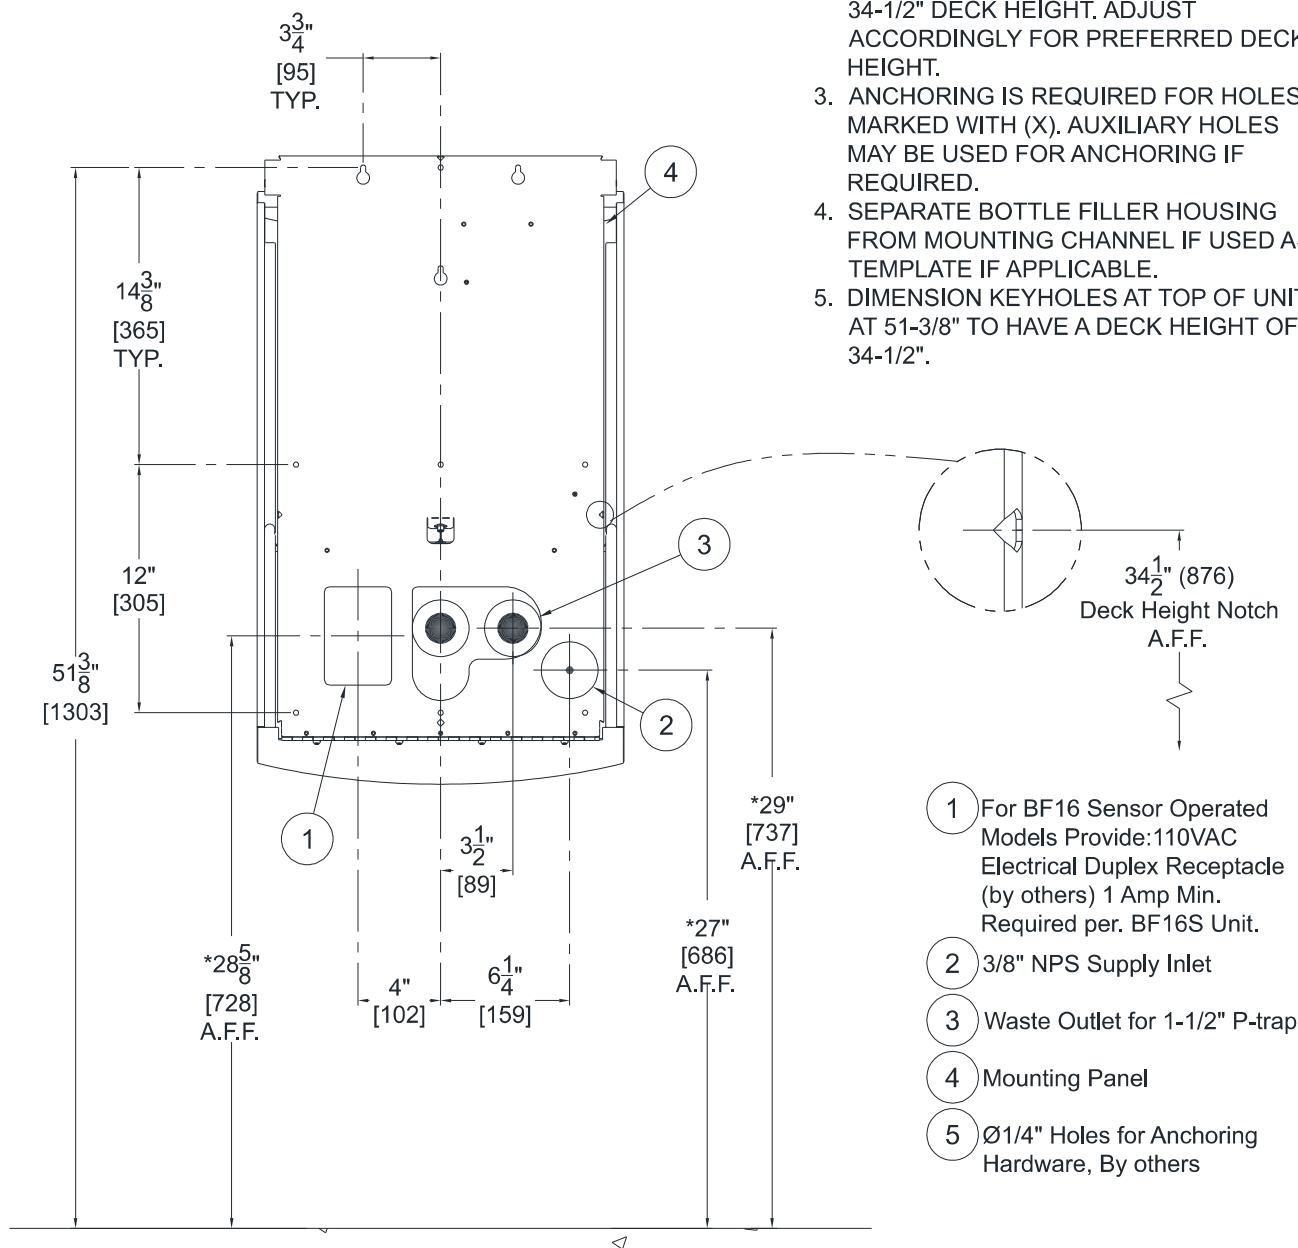 34-1/2" DECK HEIGHT. ADJUST
ACCORDINGLY FOR PREFERRED DECK
HEIGHT.
3. ANCHORING IS REQUIRED FOR HOLES
MARKED WITH (X). AUXILIARY HOLES
MAY BE USED FOR ANCHORING IF
REQUIRED.
4. SEPARATE BOTTLE FILLER HOUSING
FROM MOUNTING CHANNEL IF USED AS
TEMPLATE IF APPLICABLE.
5. DIMENSION KEYHOLES AT TOP OF UNIT
AT 51-3/8" TO HAVE A DECK HEIGHT OF
34-1/2".
3 3/4"
[95]
TYP.
4
14 3/8"
[365]
TYP.
3
12"
[305]
34 1/2" (876)
Deck Height Notch
A.F.F.
51 3/8"
[1303]
2
1
*29"
[737]
A.F.F.
3 1/2"
[89]
*27"
[686]
A.F.F.
*28 5/8"
[728]
A.F.F.
4"
[102]
6 1/4"
[159]
1 For BF16 Sensor Operated
Models Provide:110VAC
Electrical Duplex Receptacle
(by others) 1 Amp Min.
Required per. BF16S Unit.
2 3/8" NPS Supply Inlet
3 Waste Outlet for 1-1/2" P-trap
4 Mounting Panel
5 Ø1/4" Holes for Anchoring
Hardware, By others